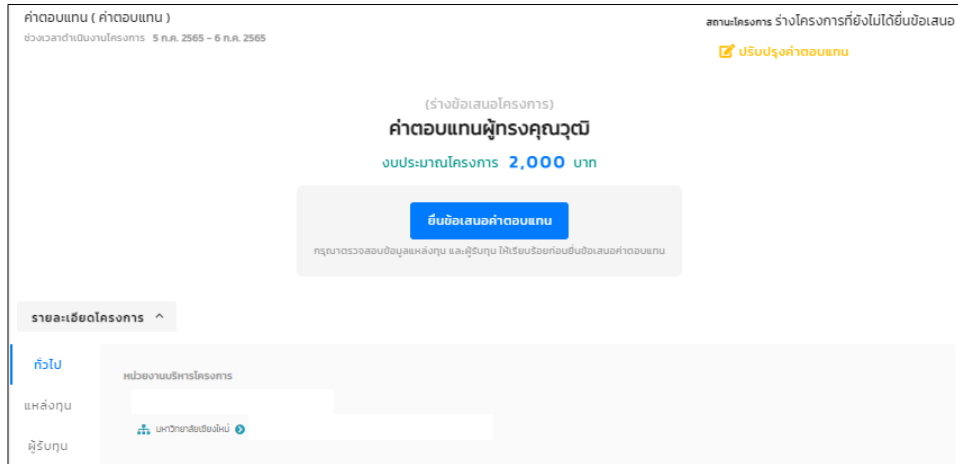 ค่าตอบแทน ( ค่าตอบแทน )
ช่วงเวลาดำเนินงานโครงการ 5 ก.ค. 2565 – 6 ก.ค. 2565
สถานะโครงการ ร่างโครงการที่ยังไม่ได้ยื่นข้อเสนอ
ปรับปรุงค่าตอบแทน
(ร่างข้อเสนอโครงการ)
ค่าตอบแทนผู้ทรงคุณวุฒิ
งบประมาณโครงการ 2,000 บาท
ยื่นข้อเสนอค่าตอบแทน
กรุณาตรวจสอบข้อมูลแหล่งทุน และผู้รับทุน ให้เรียบร้อยก่อนยื่นข้อเสนอค่าตอบแทน
รายละเอียดโครงการ
ทั่วไป
หน่วยงานบริหารโครงการ
แหล่งทุน
มหาวิทยาลัยเชียงใหม่
ผู้รับทุน